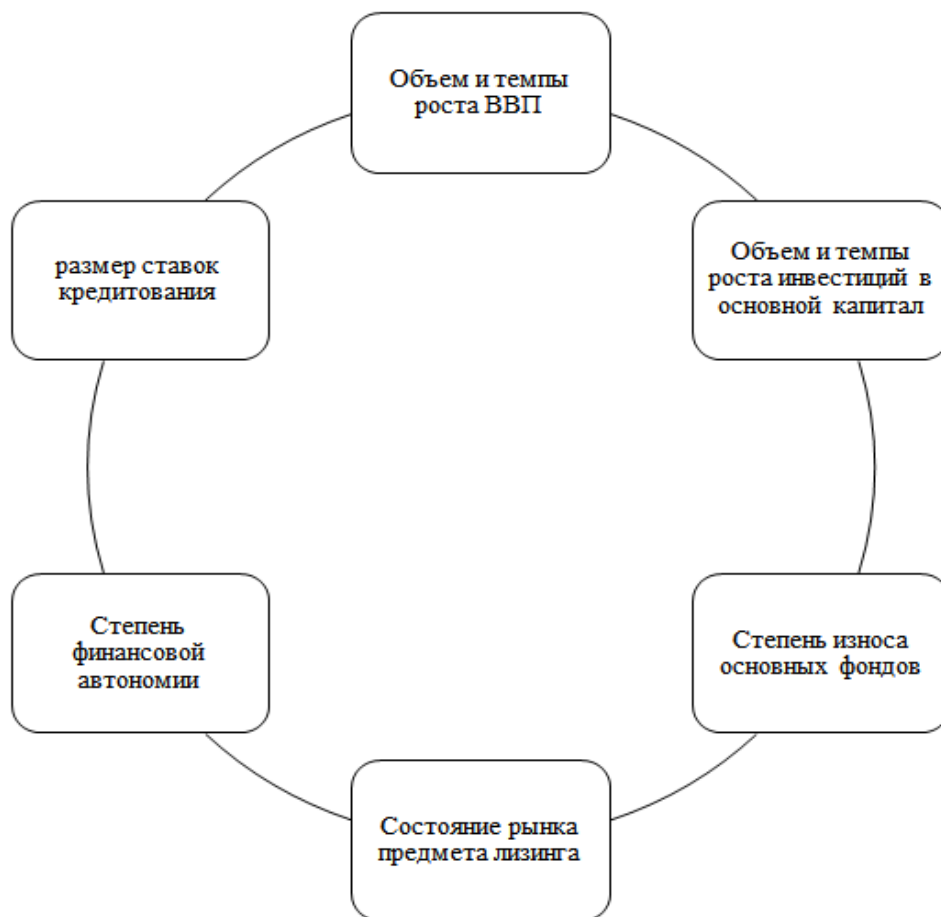 Объем и темпы
роста ВВП
Объем и темпы
роста инвестиций в
основной капитал
Степень износа
основных фондов
Состояние рынка
предмета лизинга
Степень
финансовой
автономии
размер ставок
кредитования